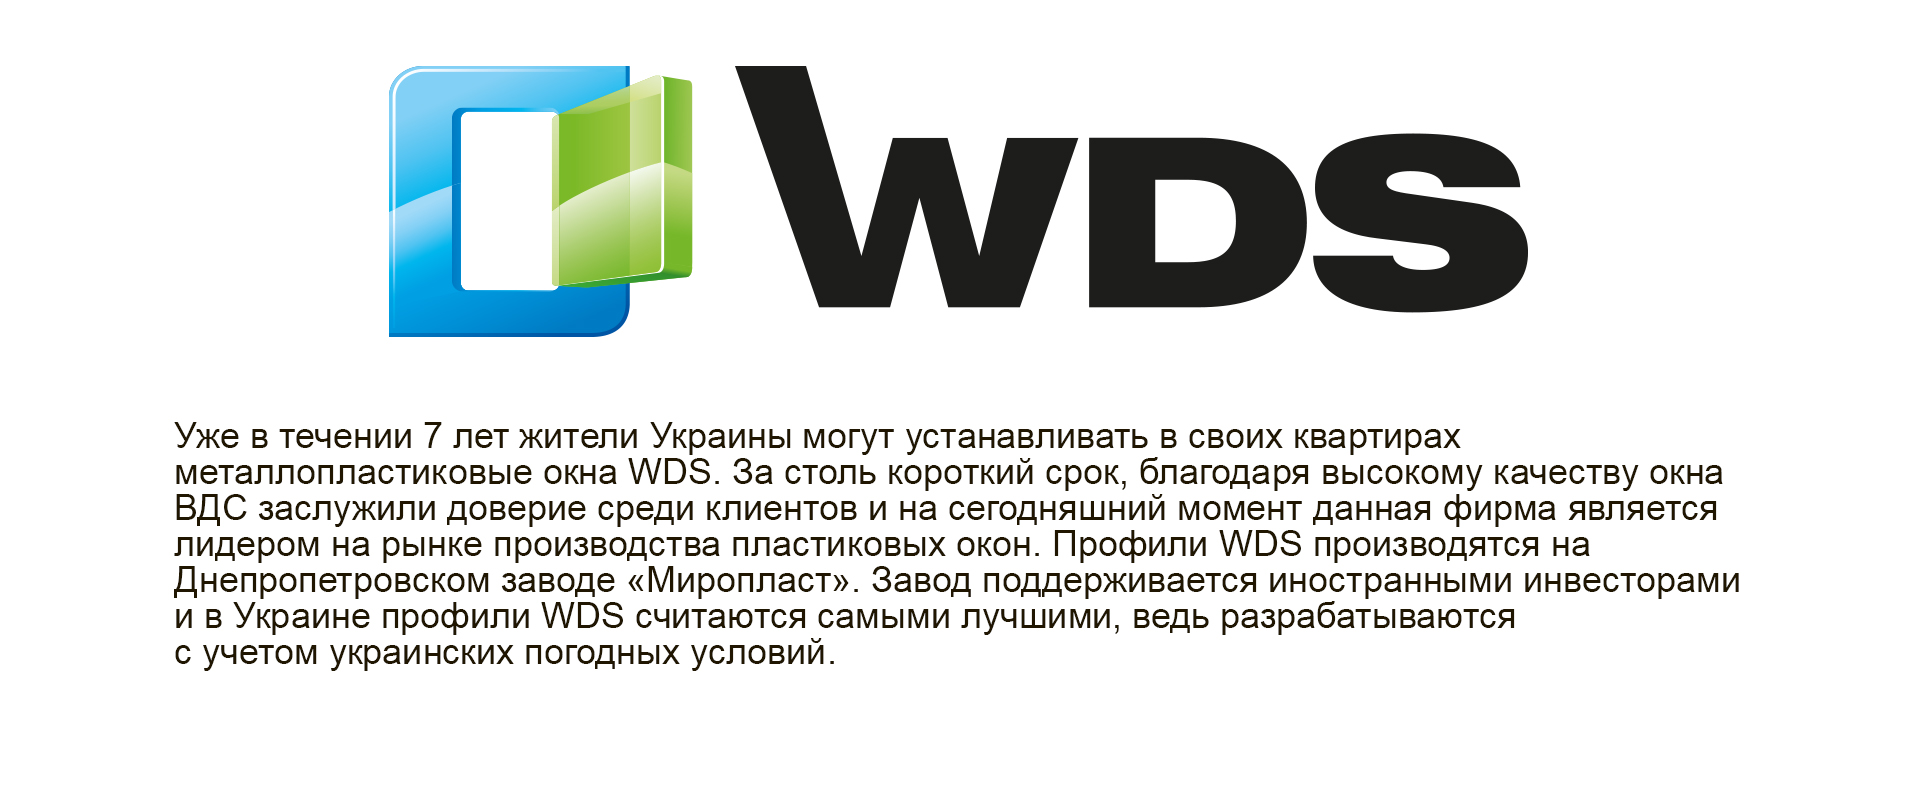 WDS
Уже в течении 7 лет жители Украины могут устанавливать в своих квартирах
металлопластиковые окна WDS. За столь короткий срок, благодаря высокому качеству окна
ВДС заслужили доверие среди клиентов и на сегодняшний момент данная фирма является
лидером на рынке производства пластиковых окон. Профили WDS производятся на
Днепропетровском заводе «Миропласт». Завод поддерживается иностранными инвесторами
и в Украине профили WDS считаются самыми лучшими, ведь разрабатываются
с учетом украинских погодных условий.